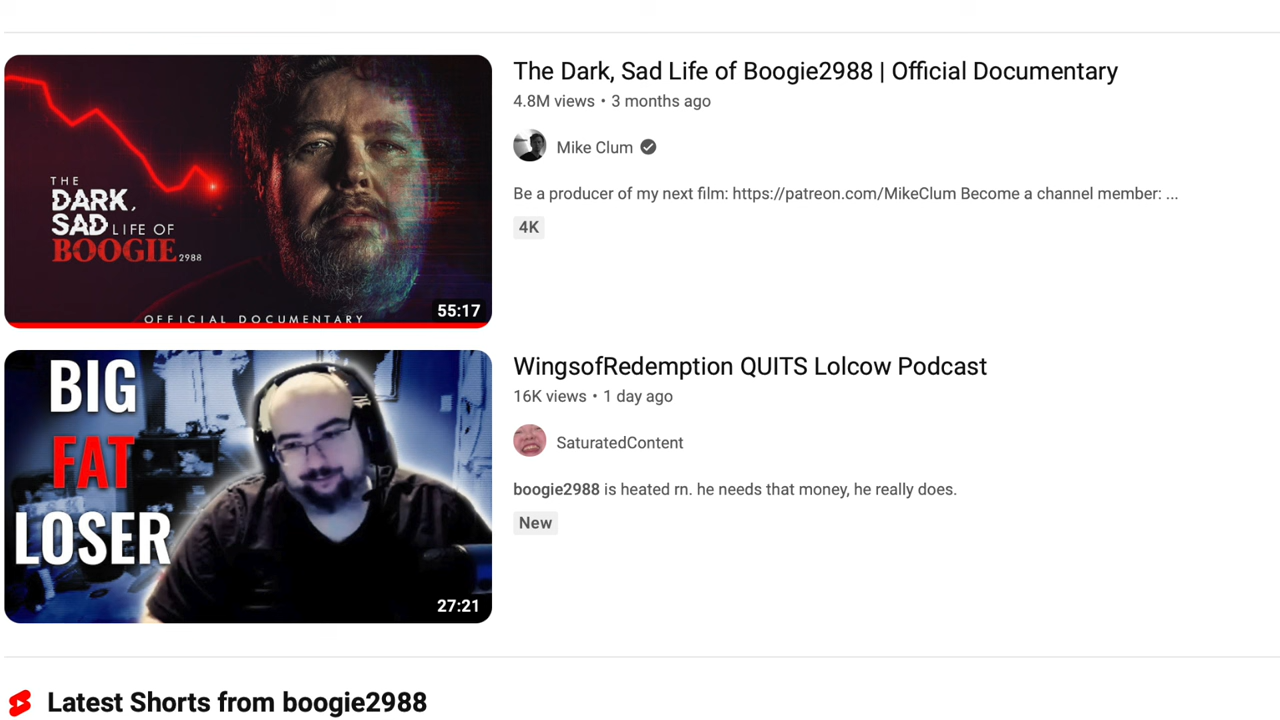 THE
DARK,
SAD LIFE OF
BOOGIE2988
OFFICIAL DOCUMENTARY
55:17
The Dark, Sad Life of Boogie2988 | Official Documentary
4.8M views • 3 months ago
Mike Clum
Be a producer of my next film: https://patreon.com/MikeClum Become a channel member: ...
4K
BIG
FAT
LOSER
27:21
WingsofRedemption QUITS Lolcow Podcast
16K views • 1 day ago
SaturatedContent
boogie2988 is heated rn. he needs that money, he really does.
New
Latest Shorts from boogie2988